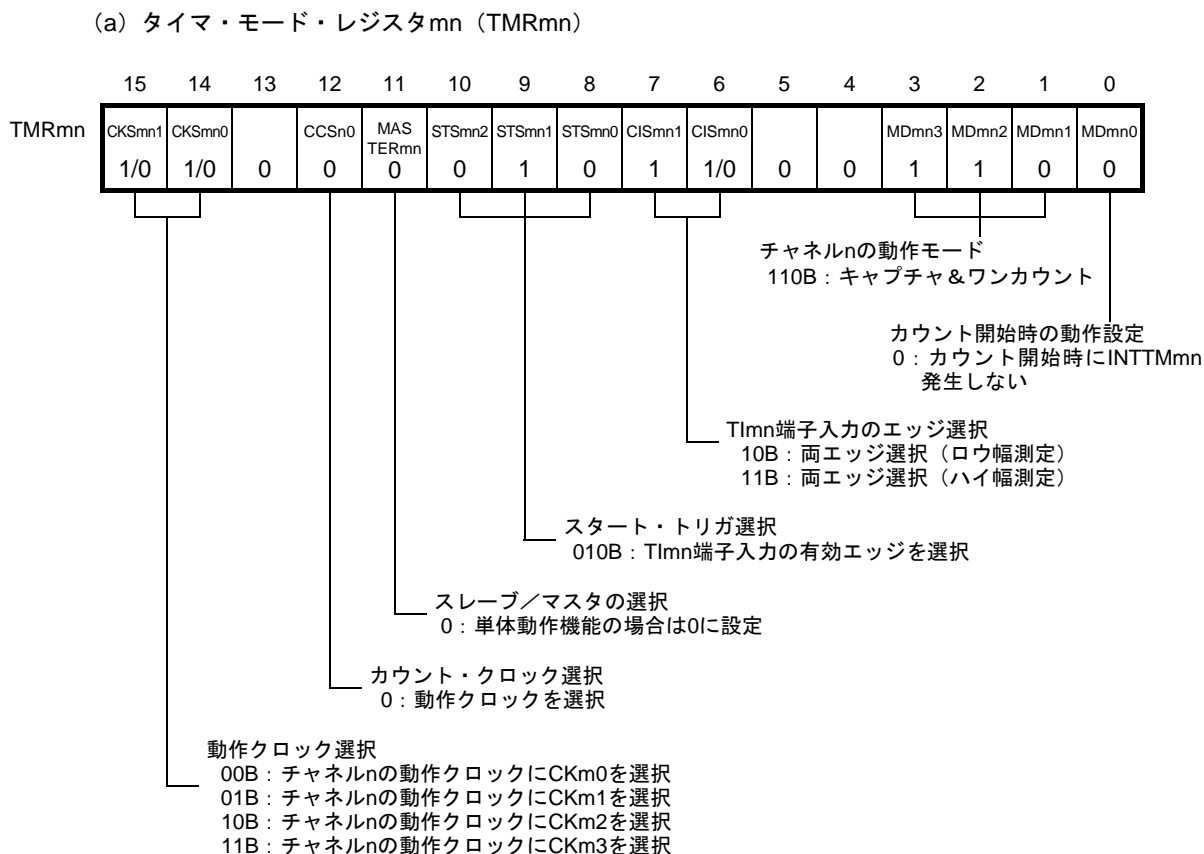 (a) タイマ・モード・レジスタmn（TMRmn）
15 14 13 12 11 10 9 8 7 6 5 4 3 2 1 0
TMRmn CKSmn1 CKSmn0 CCSn0 MAS TERmn STSmn2 STSmn1 STSmn0 CISmn1 CISmn0 MDmn3 MDmn2 MDmn1 MDmn0
1/0 1/0 0 0 0 0 1 0 1 1/0 0 0 1 1 0 0
チャネルnの動作モード
110B：キャプチャ＆ワンカウント
カウント開始時の動作設定
0：カウント開始時にINTTMmn
発生しない
TImn端子入力のエッジ選択
10B：両エッジ選択（ロウ幅測定）
11B：両エッジ選択（ハイ幅測定）
スタート・トリガ選択
010B：TImn端子入力の有効エッジを選択
スレーブ／マスタの選択
0：単体動作機能の場合は0に設定
カウント・クロック選択
0：動作クロックを選択
動作クロック選択
00B：チャネルnの動作クロックにCKm0を選択
01B：チャネルnの動作クロックにCKm1を選択
10B：チャネルnの動作クロックにCKm2を選択
11B：チャネルnの動作クロックにCKm3を選択